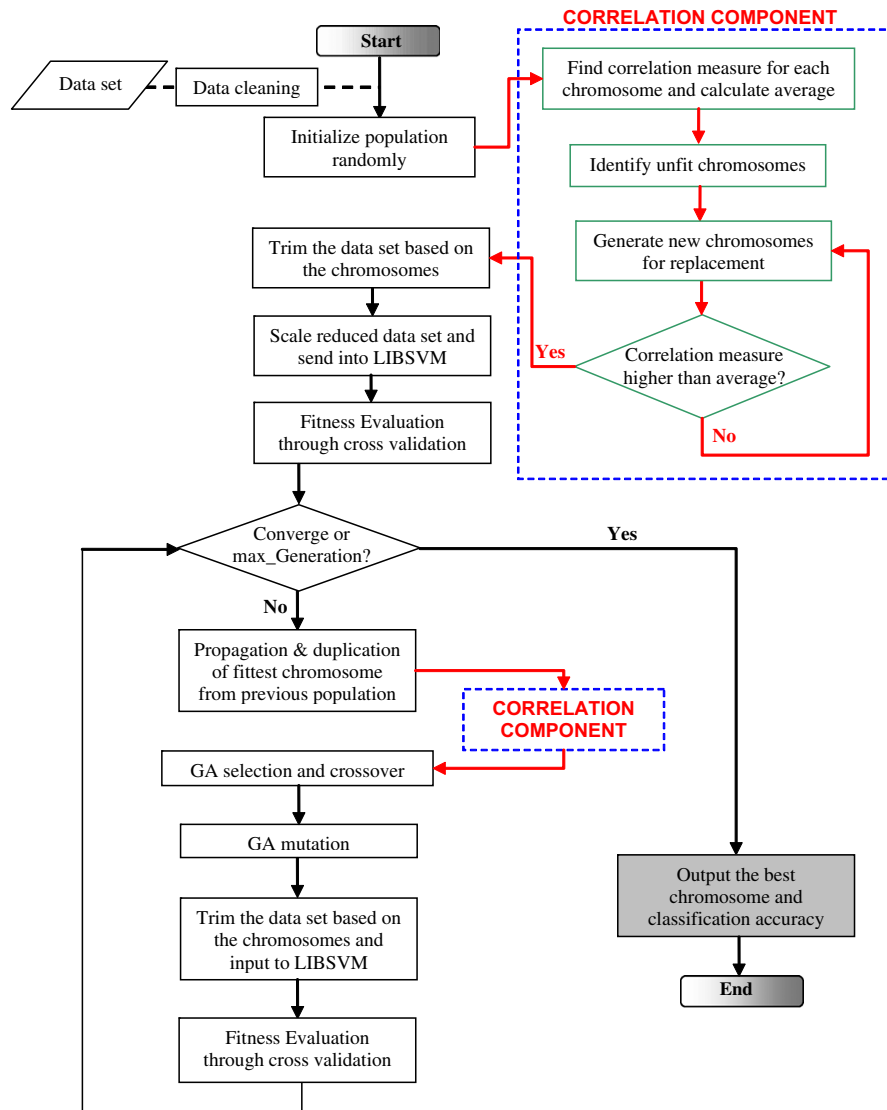 CORRELATION COMPONENT
Start
Data set
Data cleaning
Initialize population
randomly
Find correlation measure for each
chromosome and calculate average
Identify unfit chromosomes
Generate new chromosomes
for replacement
Correlation measure
higher than average?
Yes
No
Trim the data set based on
the chromosomes
Scale reduced data set and
send into LIBSVM
Fitness Evaluation
through cross validation
Converge or
max_Generation?
Yes
No
Propagation & duplication
of fittest chromosome
from previous population
CORRELATION
COMPONENT
GA selection and crossover
GA mutation
Trim the data set based on
the chromosomes and
input to LIBSVM
Fitness Evaluation
through cross validation
Output the best
chromosome and
classification accuracy
End